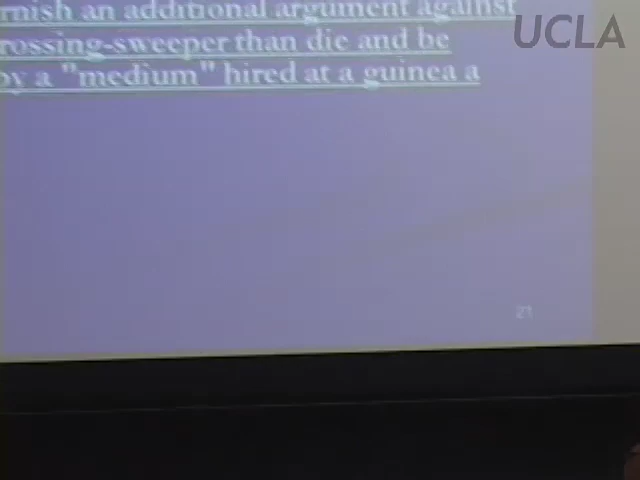 UCLA
rnish an additional argument against
rossing-sweeper than die and be
by a "medium" hired at a guinea a
21